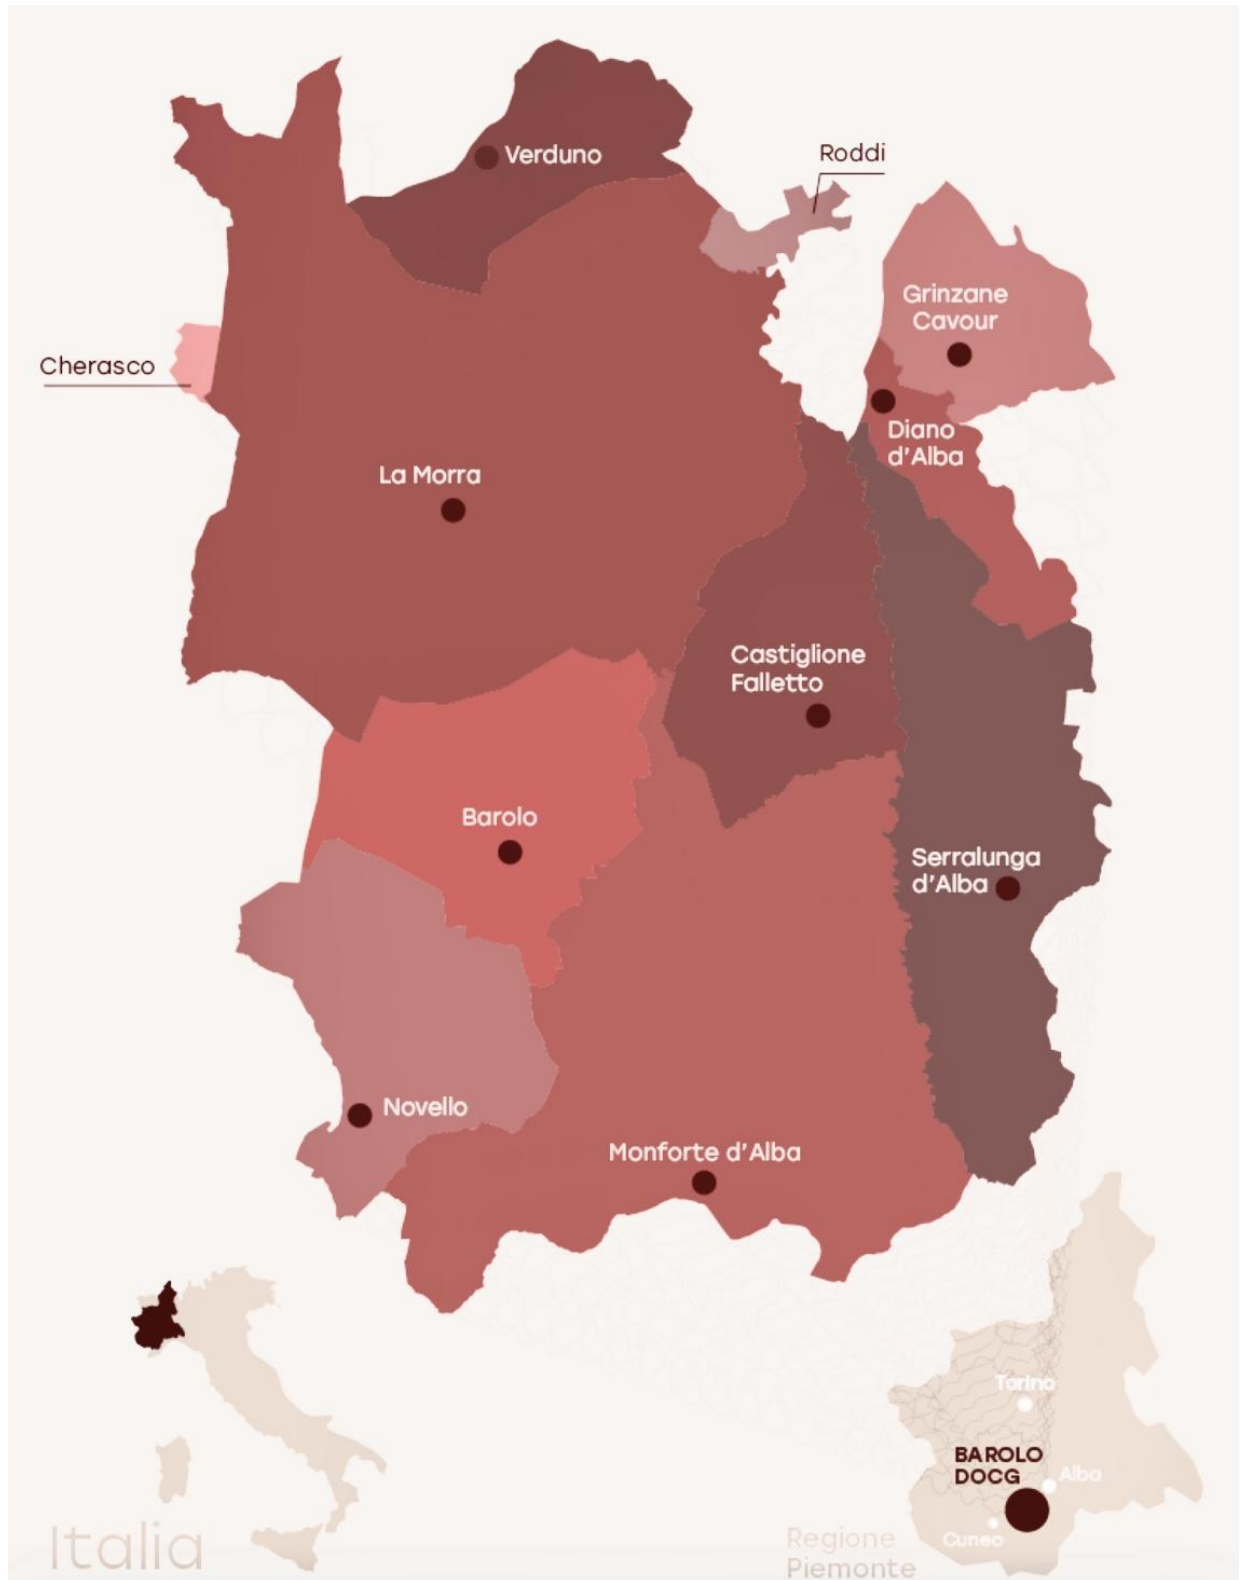 Verduno
Roddi
Grinzane
Cavour
Cherasco
Diano
d'Alba
La Morra
Castiglione
Falletto
Barolo
Serralunga
d'Alba
Novello
Monforte d'Alba
Torino
BAROLO
DOCG
Alba
Cuneo
Italia
Regione
Piemonte